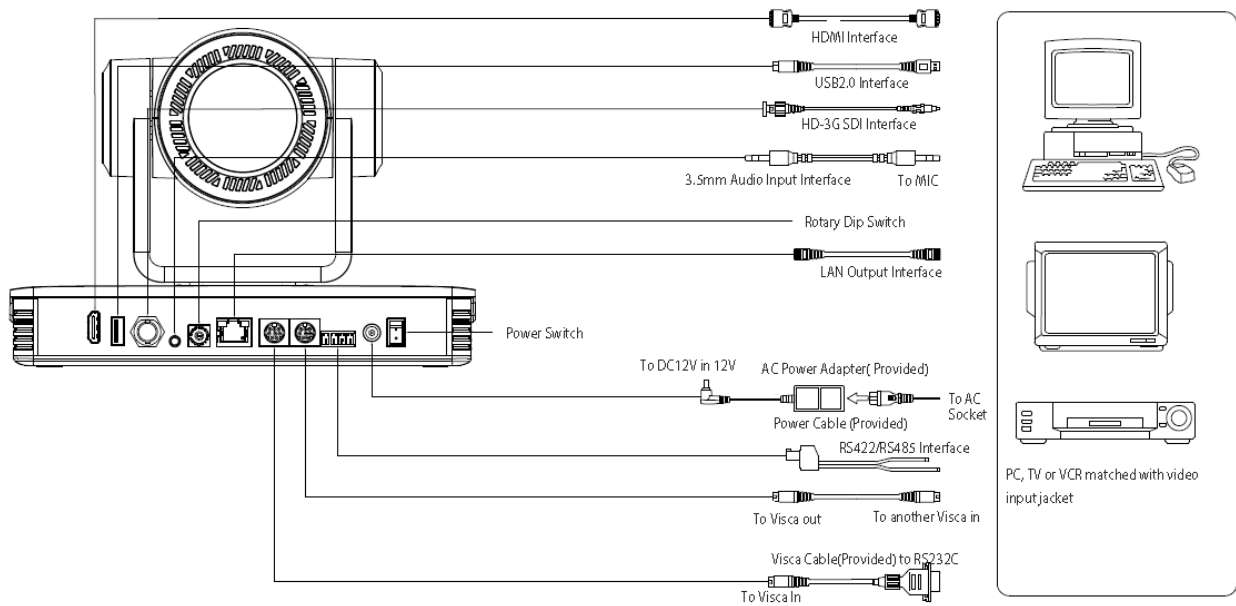 HDMI Interface
USB2.0 Interface
HD-3G SDI Interface
3.5mm Audio Input Interface
To MIC
Rotary Dip Switch
LAN Output Interface
Power Switch
To DC12V in 12V
AC Power Adapter( Provided)
To AC
Socket
Power Cable (Provided)
RS422/RS485 Interface
To Visca out
To another Visca in
Visca Cable(Provided) to RS232C
To Visca In
PC, TV or VCR matched with video
input jacket